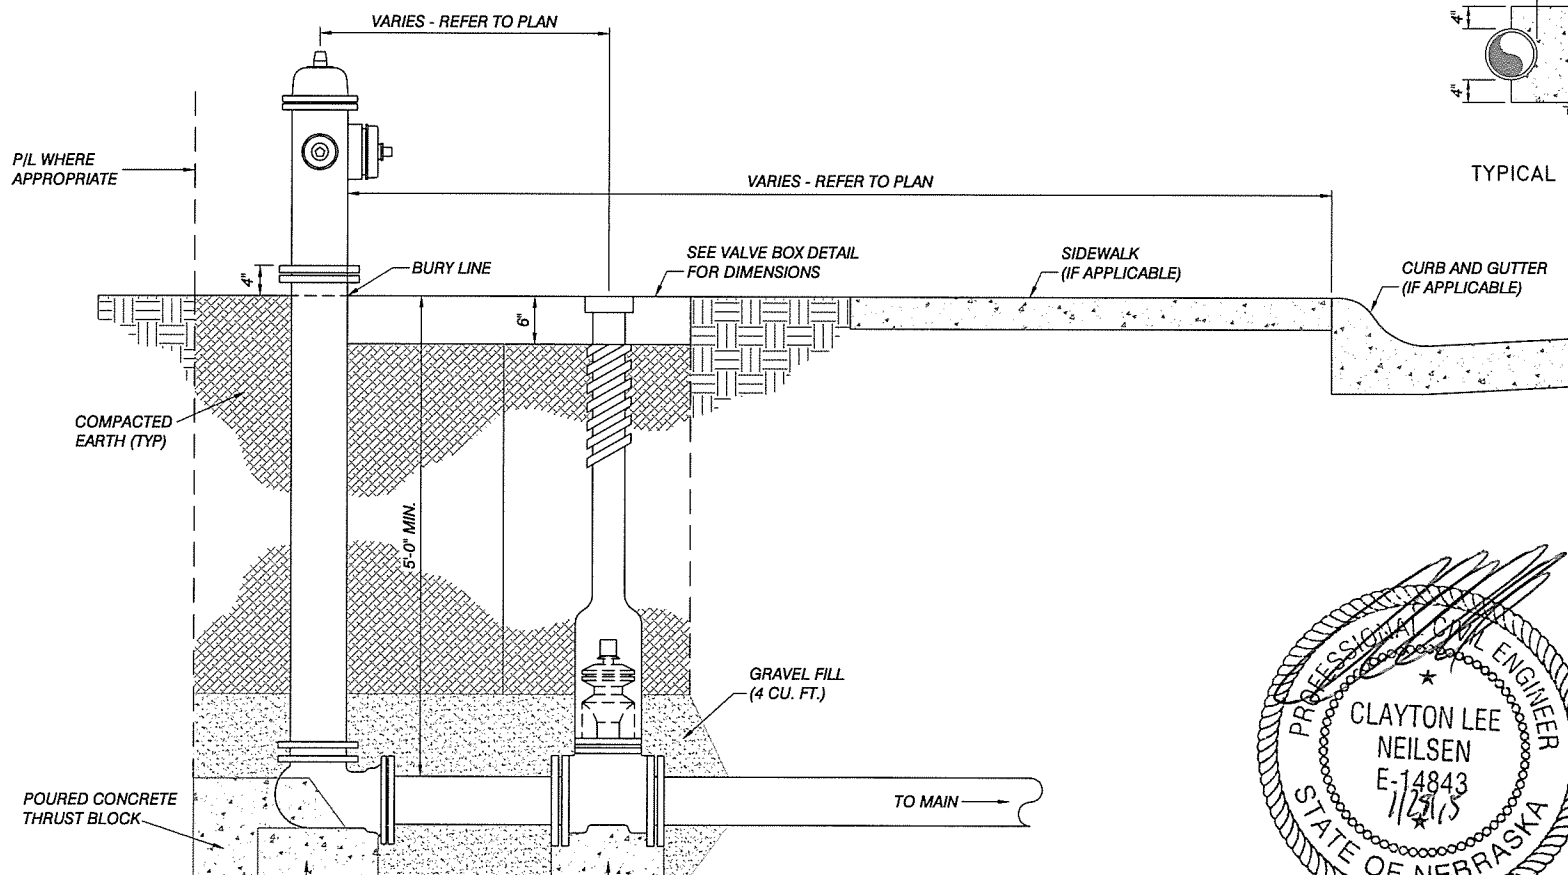 VARIES - REFER TO PLAN
4"
4"
TYPICAL
P/L WHERE
APPROPRIATE
VARIES - REFER TO PLAN
4"
BURY LINE
SEE VALVE BOX DETAIL
FOR DIMENSIONS
SIDEWALK
(IF APPLICABLE)
CURB AND GUTTER
(IF APPLICABLE)
6"
COMPACTED
EARTH (TYP)
5'-0" MIN.
GRAVEL FILL
(4 CU. FT.)
POURED CONCRETE
THRUST BLOCK
TO MAIN
PROFESSIONAL CIVIL ENGINEER
CLAYTON LEE
NEILSEN
E-14843
STATE OF NEBRASKA